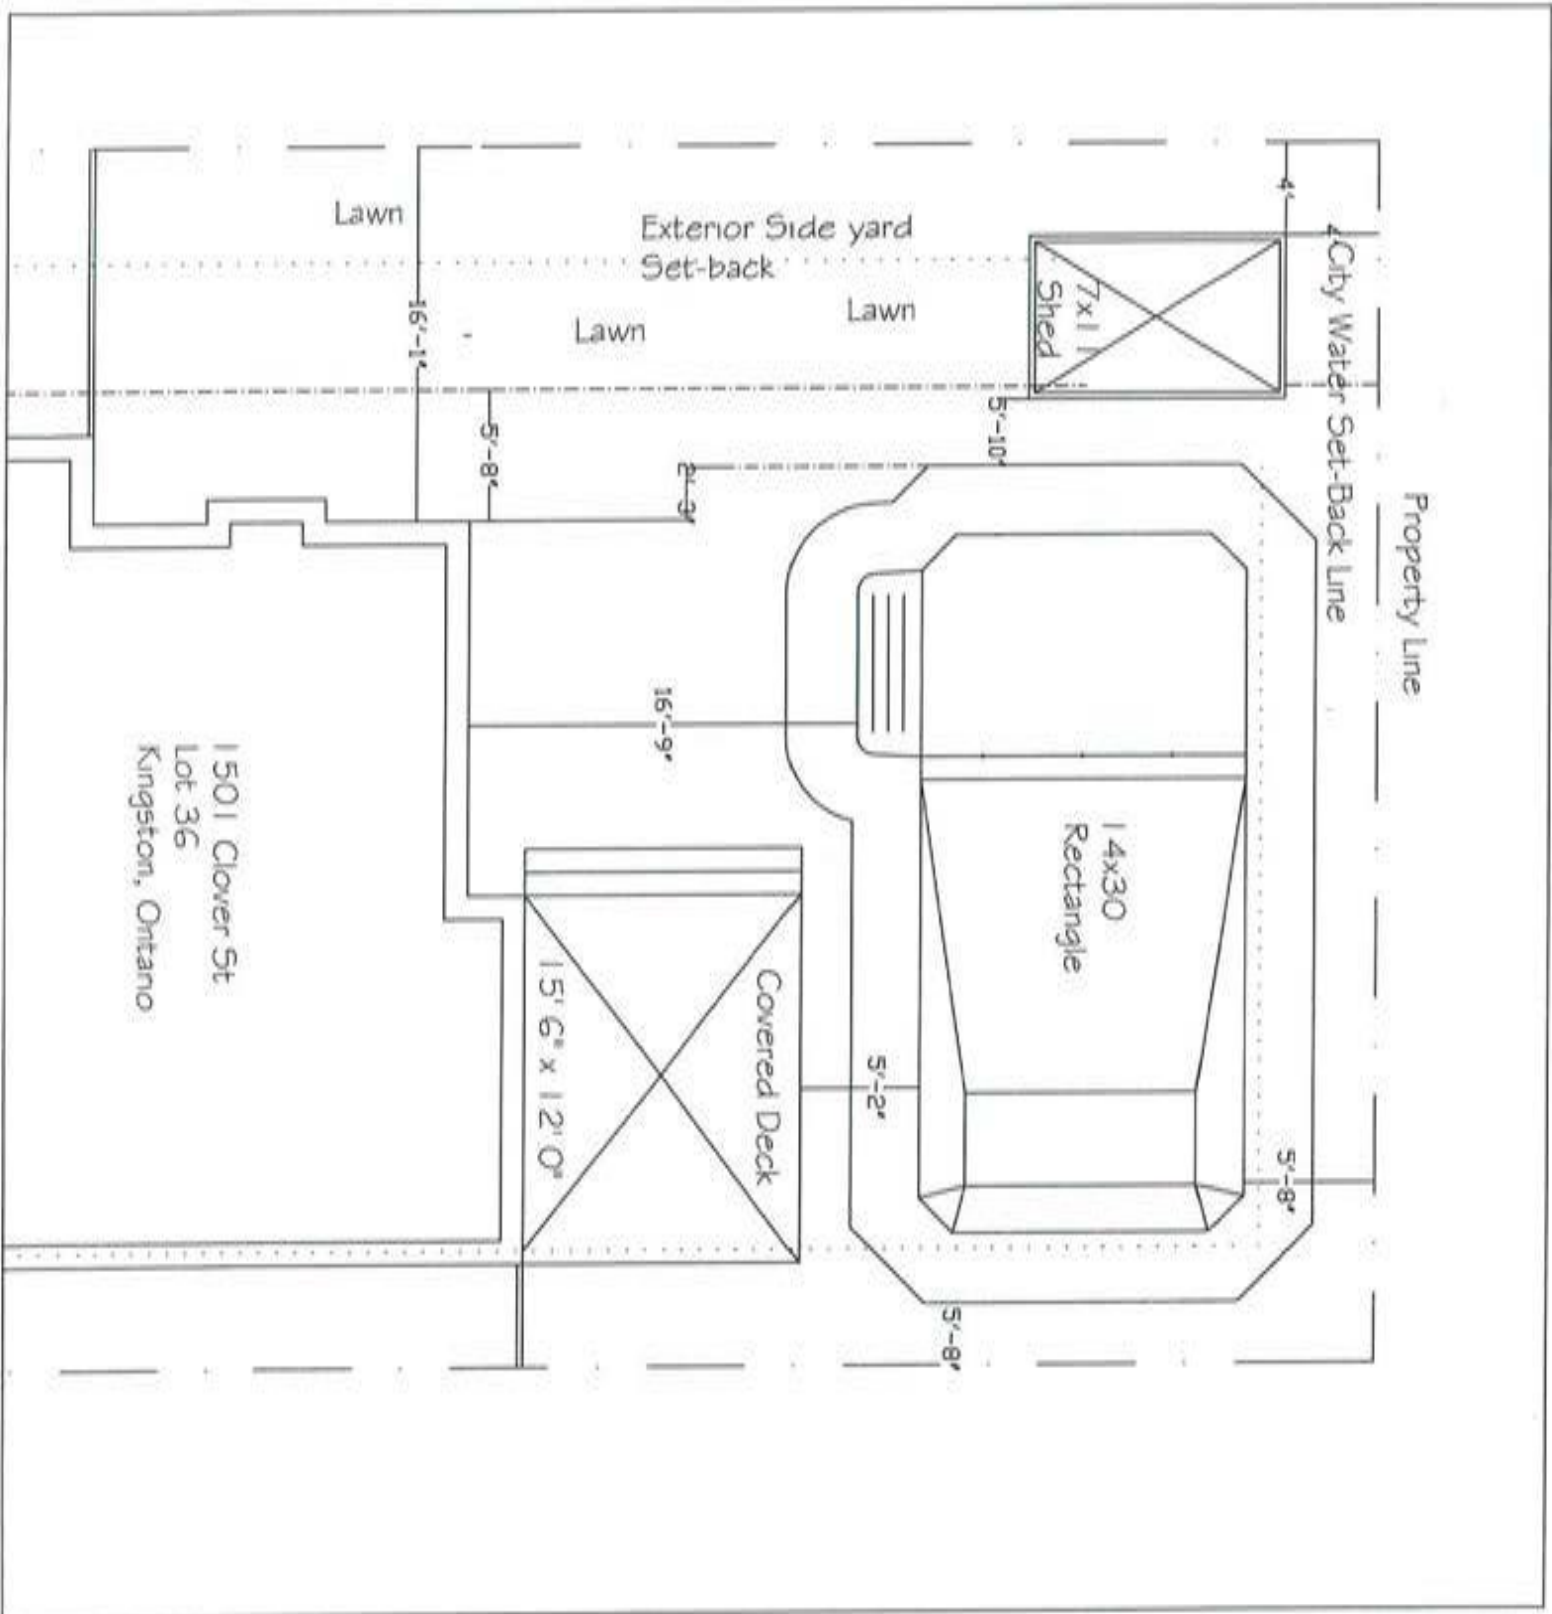 Property Line
City Water Set-Back Line
4'
7x11
Shed
Exterior Side yard
Set-back
Lawn
Lawn
Lawn
16'-1"
5'-8"
5'-10"
16'-9"
14x30
Rectangle
5'-2"
5'-8"
5'-8"
Covered Deck
15' 6" x 12' 0"
1501 Clover St
Lot 36
Kingston, Ontario